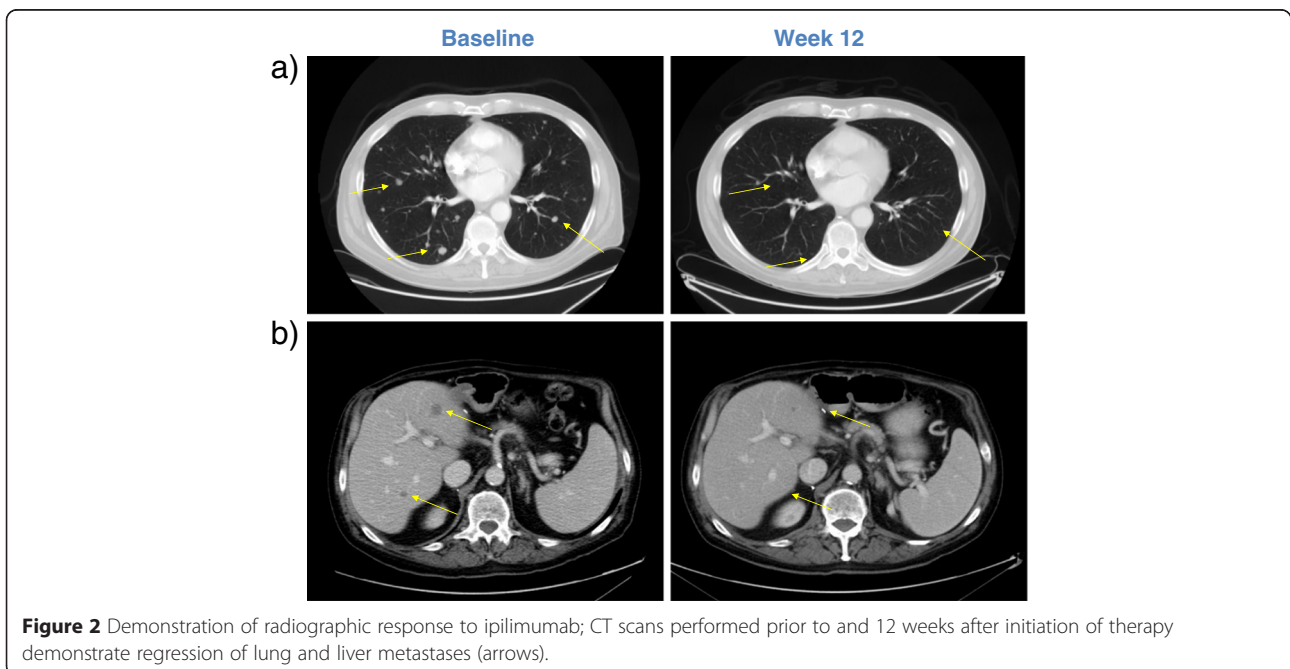 Baseline Week 12
a)
b)
Figure 2 Demonstration of radiographic response to ipilimumab; CT scans performed prior to and 12 weeks after initiation of therapy
demonstrate regression of lung and liver metastases (arrows).